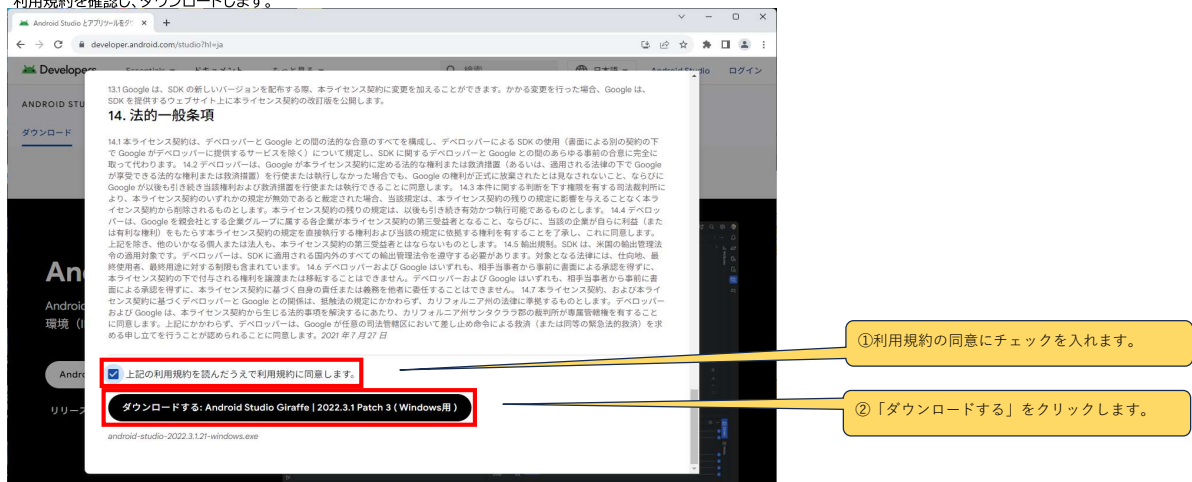 利用規約を確認し、ダウンロードします。
Android Studio とアプリツールをダ
developer.android.com/studio?hl=ja
Developers Essentials ドキュメント もっと見る 検索 日本語 Android Studio ログイン
ANDROID STU
ダウンロード
13.1 Google は、SDK の新しいバージョンを配布する際、本ライセンス契約に変更を加えることができます。かかる変更を行った場合、Google は、
SDK を提供するウェブサイト上に本ライセンス契約の改訂版を公開します。
14. 法的一般条項
14.1 本ライセンス契約は、デベロッパーと Google との間の法的な合意のすべてを構成し、デベロッパーによる SDK の使用（書面による別の契約の下
で Google がデベロッパーに提供するサービスを除く）について規定し、SDK に関するデベロッパーと Google との間のあらゆる事前の合意に完全に
取って代わります。 14.2 デベロッパーは、Google が本ライセンス契約に定める法的な権利または救済措置（あるいは、適用される法律の下で Google
が享受できる法的な権利または救済措置）を行使または執行しなかった場合でも、Google の権利が正式に放棄されたとは見なされないこと、ならびに
Google が以後も引き続き当該権利および救済措置を行使または執行できることに同意します。 14.3 本件に関する判断を下す権限を有する司法裁判所に
より、本ライセンス契約のいずれかの規定が無効であると裁定された場合、当該規定は、本ライセンス契約の残りの規定に影響を与えることなく本ラ
イセンス契約から削除されるものとします。本ライセンス契約の残りの規定は、以後も引き続き有効かつ執行可能であるものとします。 14.4 デベロッ
パーは、Google を親会社とする企業グループに属する各企業が本ライセンス契約の第三受益者となること、ならびに、当該の企業が自らに利益（また
は有利な権利）をもたらす本ライセンス契約の規定を直接執行する権利および当該の規定に依拠する権利を有することを了承し、これに同意します。
上記を除き、他のいかなる個人または法人も、本ライセンス契約の第三受益者とはならないものとします。 14.5 輸出規制。SDK は、米国の輸出管理法
令の適用対象です。デベロッパーは、SDK に適用される国内外のすべての輸出管理法令を遵守する必要があります。対象となる法律には、仕向地、最
終使用者、最終用途に対する制限も含まれています。 14.6 デベロッパーおよび Google はいずれも、相手当事者から事前に書面による承認を得ずに、
本ライセンス契約の下で付与される権利を譲渡または移転することはできません。デベロッパーおよび Google はいずれも、相手当事者から事前に書
面による承認を得ずに、本ライセンス契約に基づく自身の責任または義務を他者に委任することはできません。 14.7 本ライセンス契約、および本ライ
センス契約に基づくデベロッパーと Google との関係は、抵触法の規定にかかわらず、カリフォルニア州の法律に準拠するものとします。デベロッパー
および Google は、本ライセンス契約から生じる法的事項を解決するにあたり、カリフォルニア州サンタクララ郡の裁判所が専属管轄権を有すること
に同意します。上記にかかわらず、デベロッパーは、Google が任意の司法管轄区において差し止め命令による救済（または同等の緊急法的救済）を求
める申し立てを行うことが認められることに同意します。2021 年 7 月 27 日
An
Androic
環境（I
Andro
リリース
上記の利用規約を読んだうえで利用規約に同意します。
ダウンロードする: Android Studio Giraffe | 2022.3.1 Patch 3 ( Windows用 )
android-studio-2022.3.1.21-windows.exe
①利用規約の同意にチェックを入れます。
②「ダウンロードする」をクリックします。